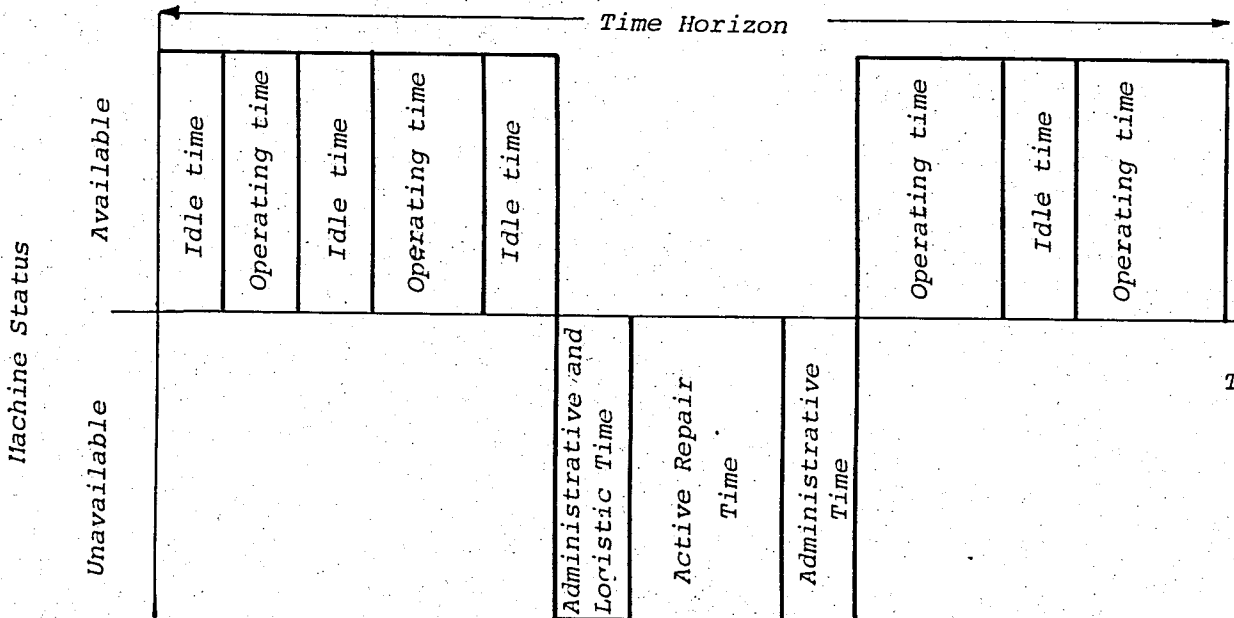 Time Horizon
Machine Status
Available
Unavailable
Idle time
Operating time
Idle time
Operating time
Idle time
Operating time
Idle time
Operating time
Administrative and
Logistic Time
Active Repair
Time
Administrative
Time
T